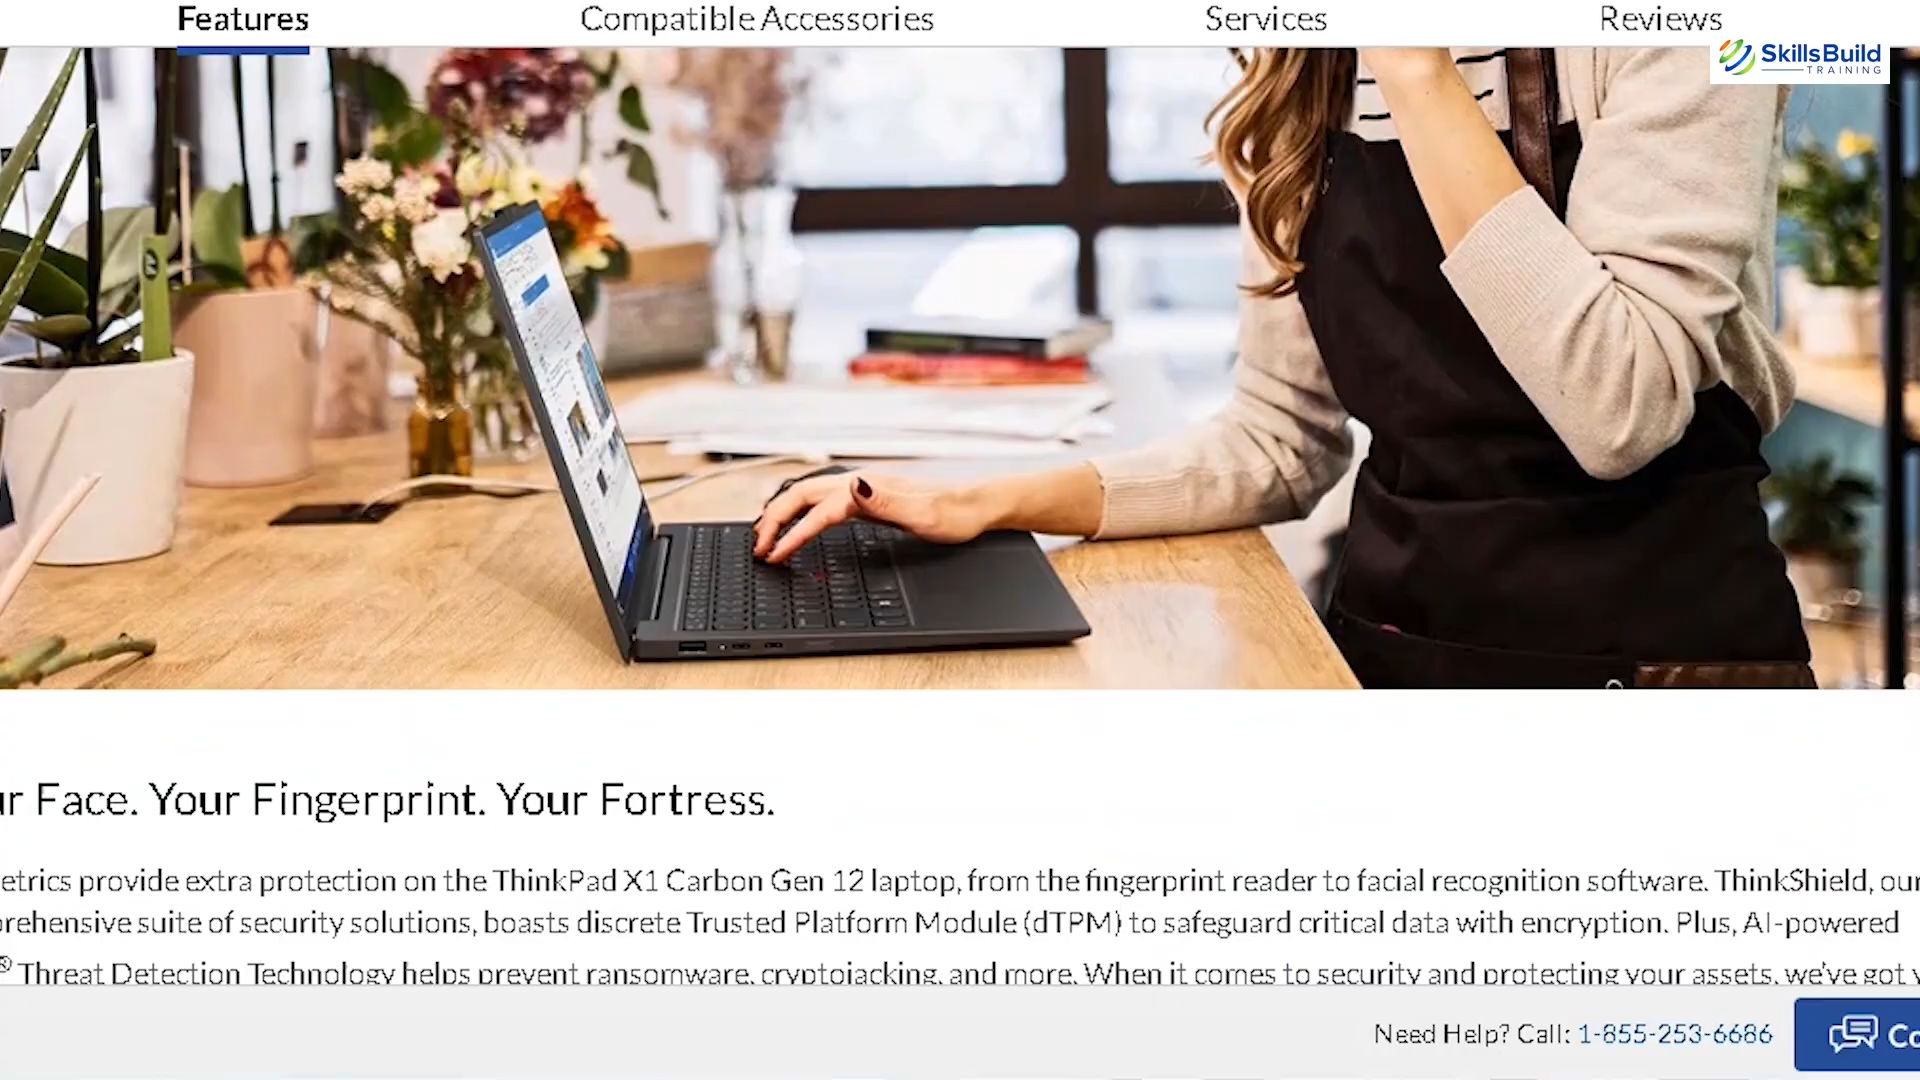 Features Compatible Accessories Services Reviews
SkillsBuild
TRAINING
Face. Your Fingerprint. Your Fortress.
provide extra protection on the ThinkPad X1 Carbon Gen 12 laptop, from the fingerprint reader to facial recognition software. ThinkShield, our
suite of security solutions, boasts discrete Trusted Platform Module (dTPM) to safeguard critical data with encryption. Plus, AI-powered
® Threat Detection Technology helps prevent ransomware, cryptojacking, and more. When it comes to security and protecting your assets, we've got
Need Help? Call: 1-855-253-6686